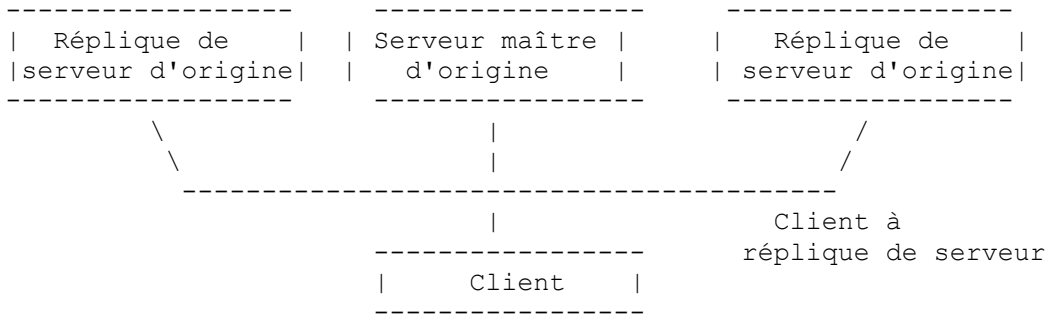 Réplique de Serveur maître Réplique de
serveur d'origine d'origine serveur d'origine
Client à
réplique de serveur
Client